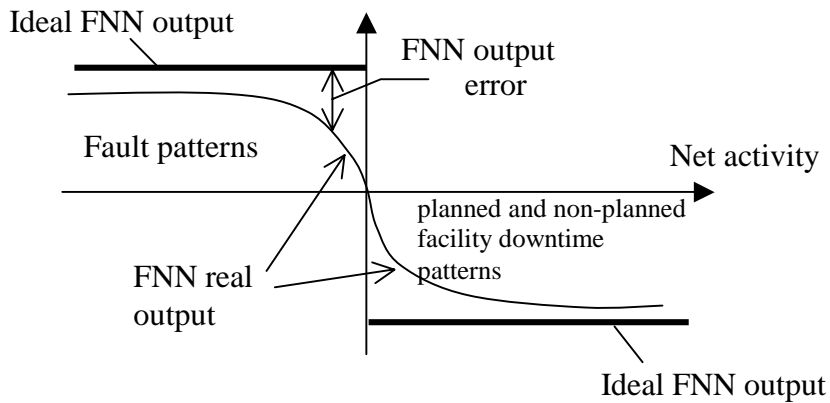 Ideal FNN output
FNN output
error
Fault patterns
Net activity
planned and non-planned
facility downtime
patterns
FNN real
output
Ideal FNN output